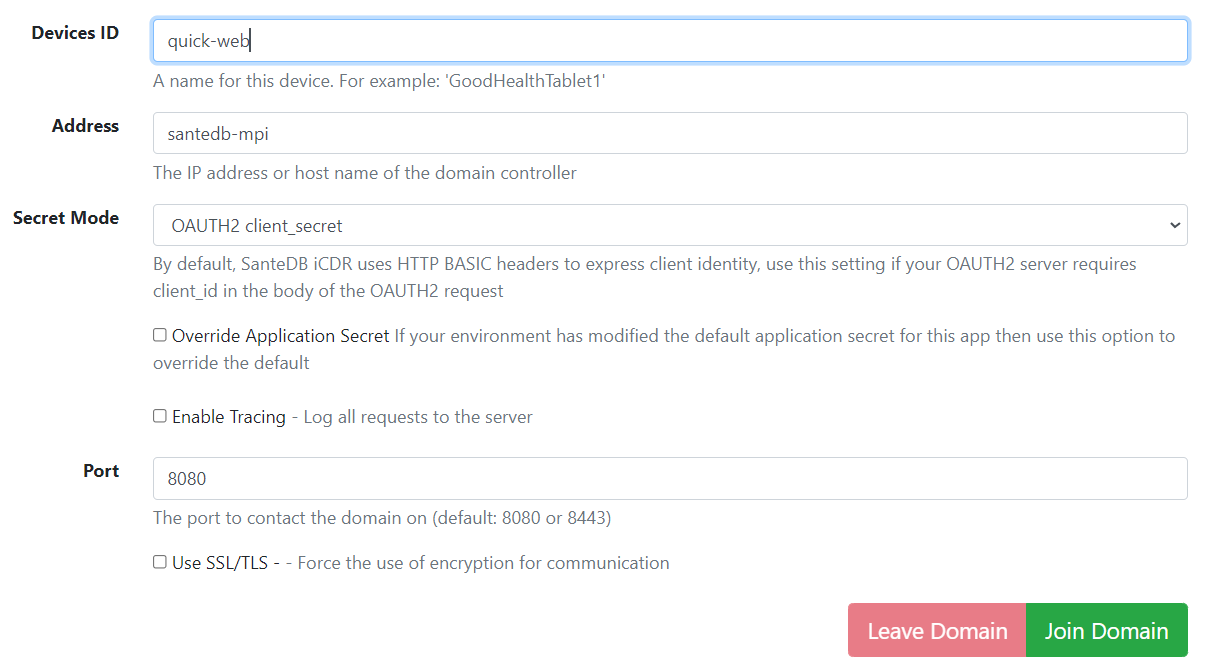 Devices ID
quick-web
A name for this device. For example: 'GoodHealthTablet1'
Address
santedb-mpi
The IP address or host name of the domain controller
Secret Mode
OAUTH2 client_secret
By default, SanteDB iCDR uses HTTP BASIC headers to express client identity, use this setting if your OAUTH2 server requires
client_id in the body of the OAUTH2 request
Override Application Secret If your environment has modified the default application secret for this app then use this option to
override the default
Enable Tracing - Log all requests to the server
Port
8080
The port to contact the domain on (default: 8080 or 8443)
Use SSL/TLS - - Force the use of encryption for communication
Leave Domain Join Domain